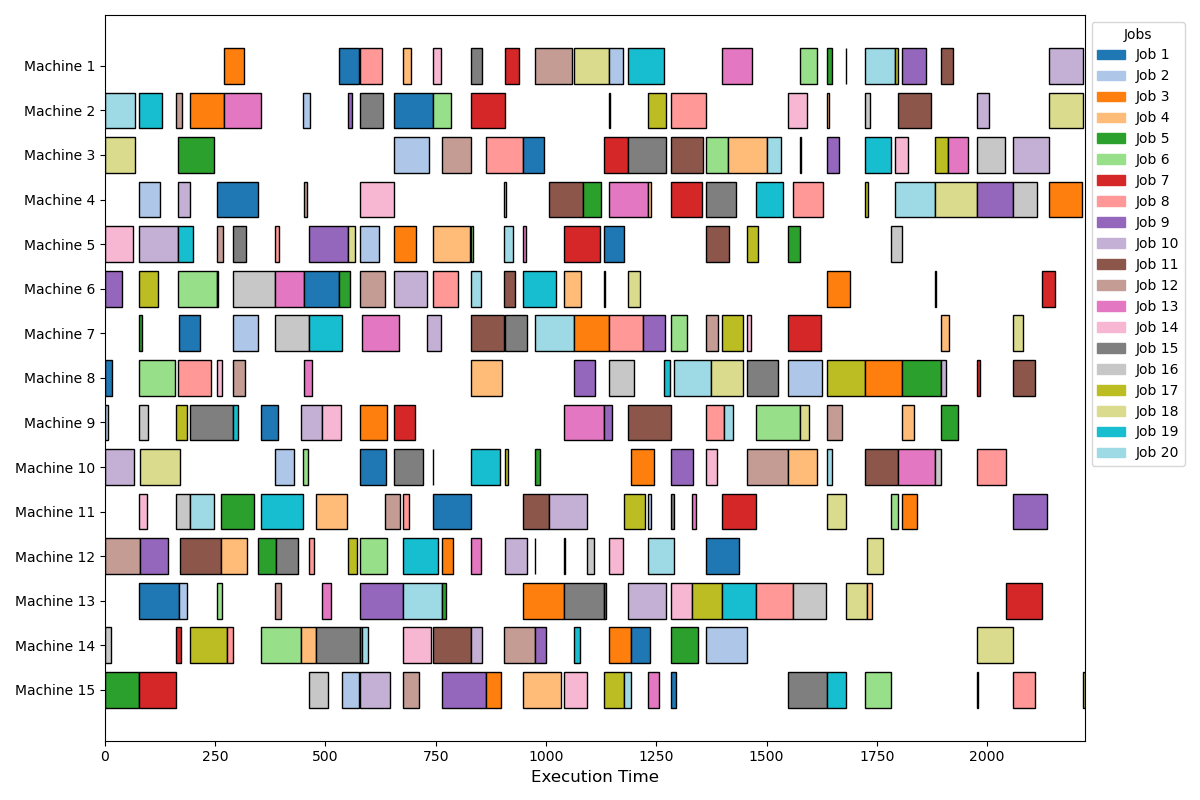 Machine 1
Machine 2
Machine 3
Machine 4
Machine 5
Machine 6
Machine 7
Machine 8
Machine 9
Machine 10
Machine 11
Machine 12
Machine 13
Machine 14
Machine 15
0 250 500 750 1000 1250 1500 1750 2000
Execution Time
Jobs
Job 1
Job 2
Job 3
Job 4
Job 5
Job 6
Job 7
Job 8
Job 9
Job 10
Job 11
Job 12
Job 13
Job 14
Job 15
Job 16
Job 17
Job 18
Job 19
Job 20